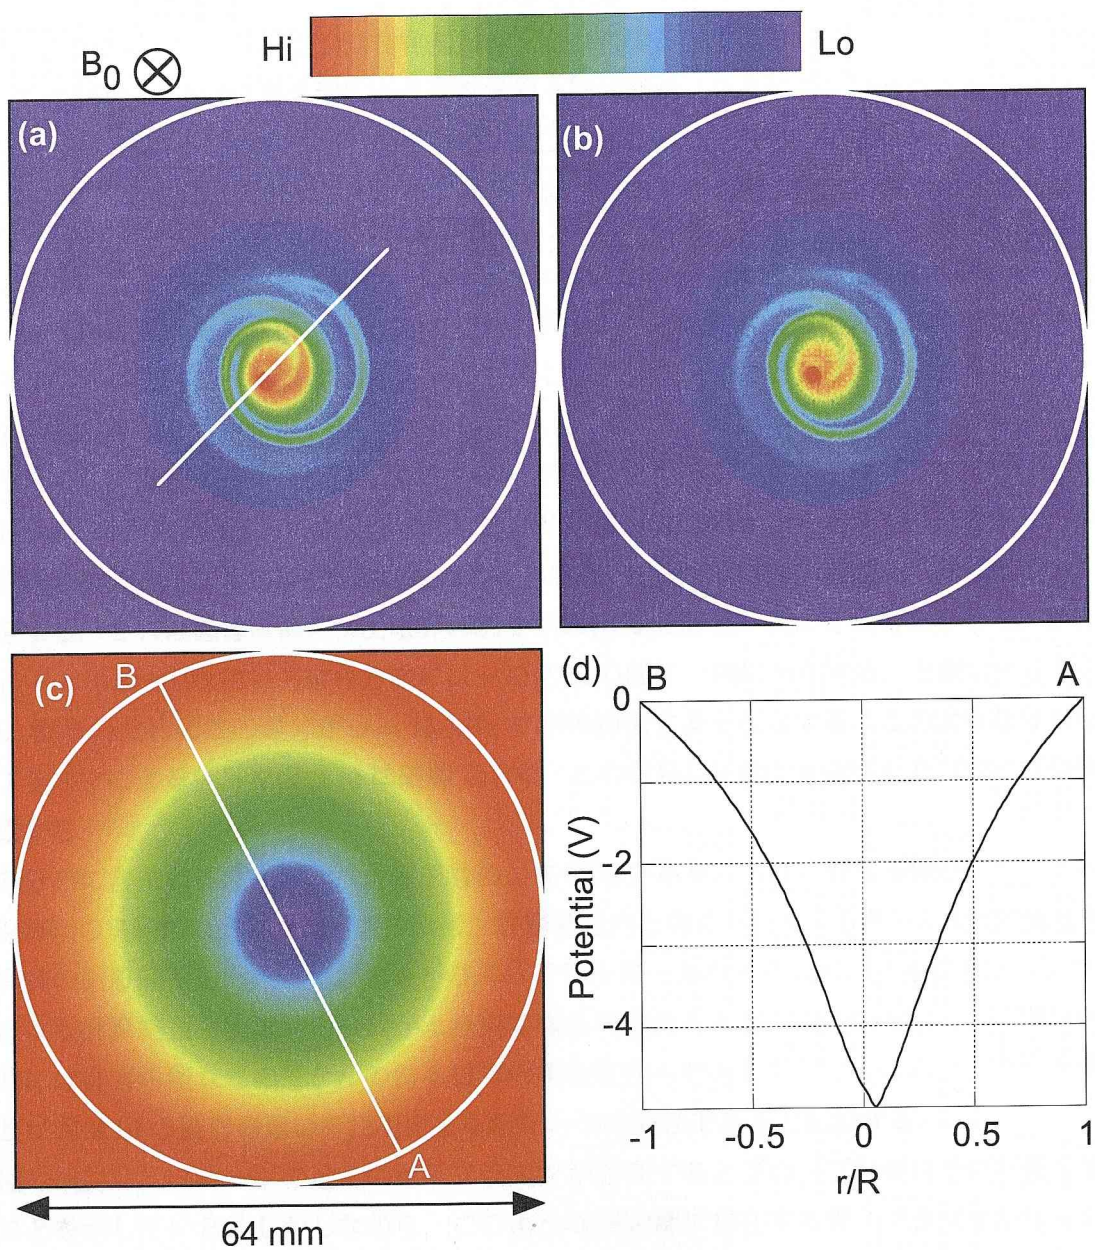 Hi Lo
B₀
(a) (b)
(c) B A
64 mm
(d) B A
Potential (V)
0
-2
-4
-1 -0.5 0 0.5 1
r/R